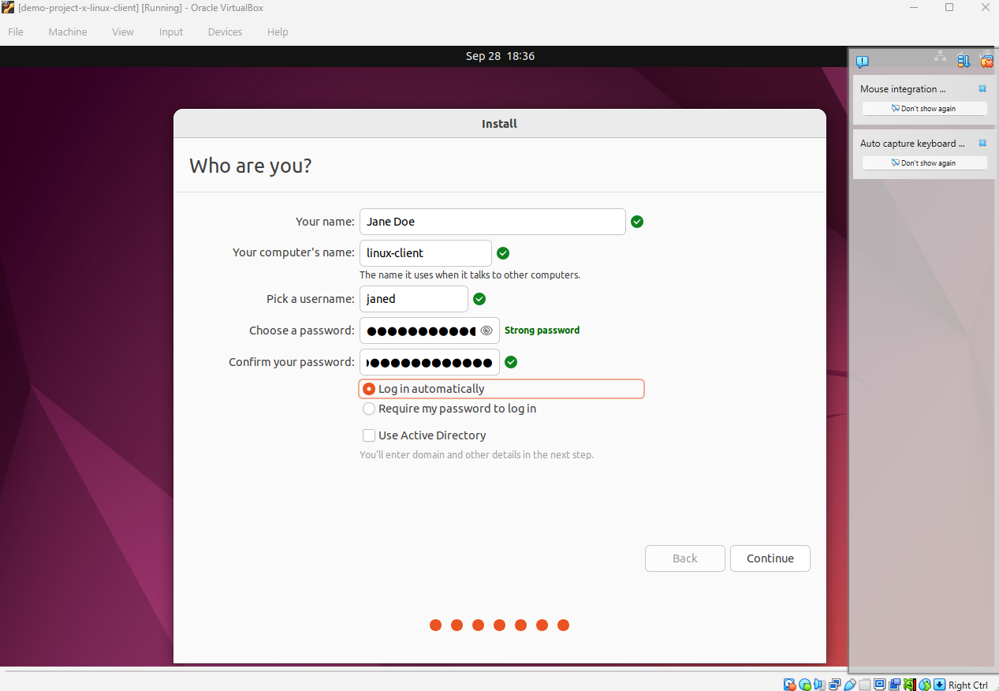 [demo-project-x-linux-client] [Running] - Oracle VirtualBox
File Machine View Input Devices Help
Sep 28 18:36
Mouse integration ...
Don't show again
Auto capture keyboard ...
Don't show again
Install
Who are you?
Your name: Jane Doe
Your computer's name: linux-client
The name it uses when it talks to other computers.
Pick a username: janed
Choose a password: Strong password
Confirm your password:
Log in automatically
Require my password to log in
Use Active Directory
You'll enter domain and other details in the next step.
Back Continue
Right Ctrl